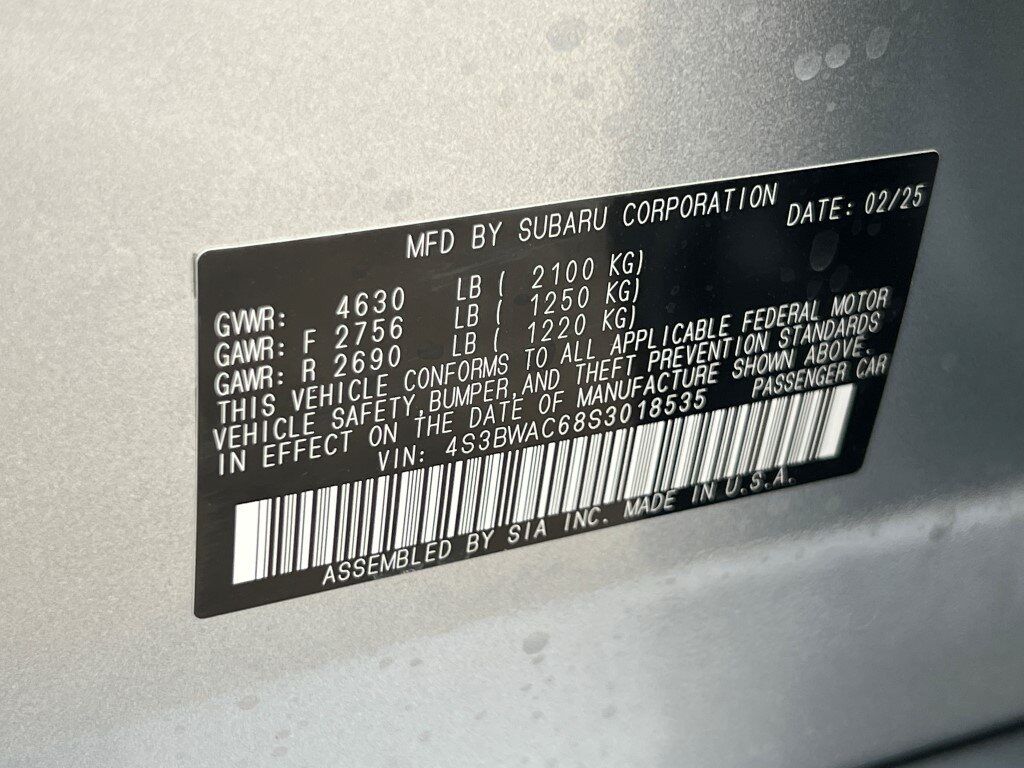 MFD BY SUBARU CORPORATION DATE: 02/25
GVWR: 4630 LB ( 2100 KG)
GAWR: F 2756 LB ( 1250 KG)
GAWR: R 2690 LB ( 1220 KG)
THIS VEHICLE CONFORMS TO ALL APPLICABLE FEDERAL MOTOR
VEHICLE SAFETY,BUMPER,AND THEFT PREVENTION STANDARDS
IN EFFECT ON THE DATE OF MANUFACTURE SHOWN ABOVE.
VIN: 4S3BWAC68S3018535 PASSENGER CAR
ASSEMBLED BY SIA INC. MADE IN U.S.A.